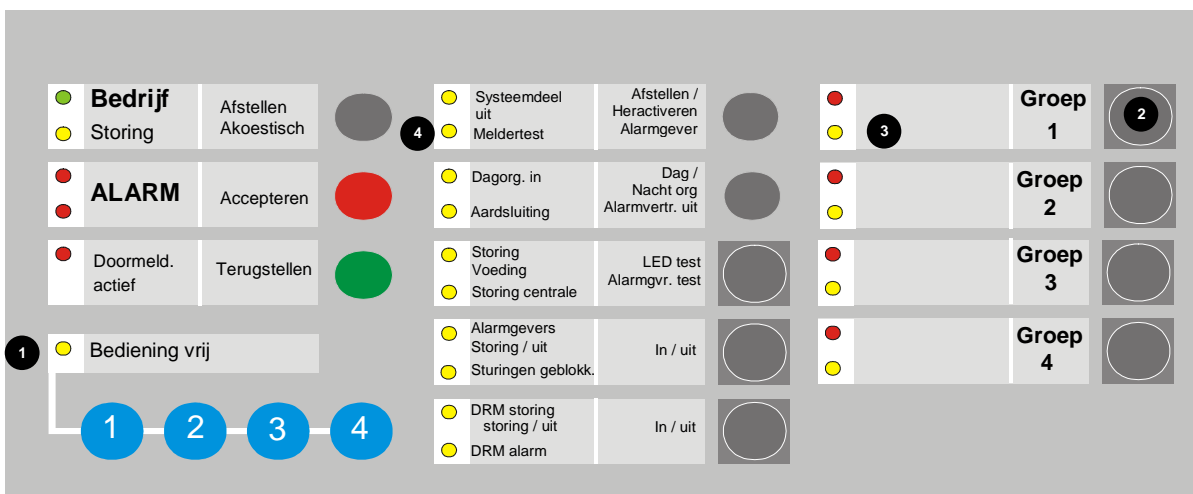 Bedrijf
Storing
Afstellen
Akoestisch
ALARM
Accepteren
Doormeld.
actief
Terugstellen
1
Bediening vrij
1 2 3 4
4
Systeemdeel
uit
Meldertest
Afstellen /
Heractiveren
Alarmgever
Dagorg. in
Aardsluiting
Dag /
Nacht org
Alarmvertr. uit
Storing
Voeding
Storing centrale
LED test
Alarmgvr. test
Alarmgevers
Storing / uit
Sturingen geblokk.
In / uit
DRM storing
storing / uit
DRM alarm
In / uit
3
Groep
1
2
Groep
2
Groep
3
Groep
4